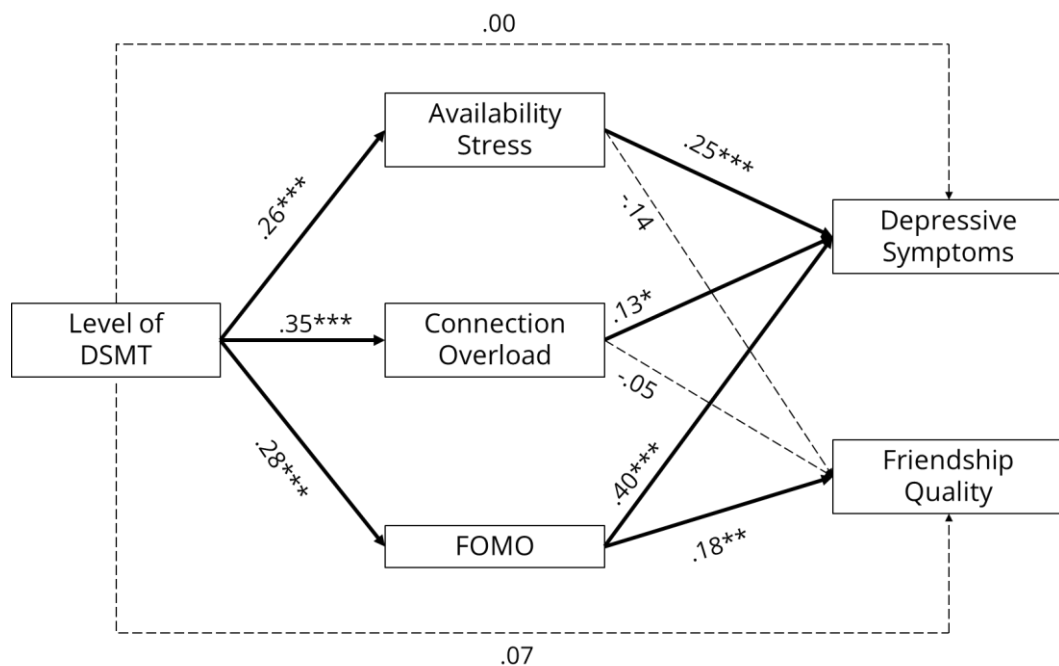 .00
Availability
Stress
.26***
.25***
-.14
Depressive
Symptoms
Level of
DSMT
.35***
Connection
Overload
.13*
-.05
.28***
.40***
Friendship
Quality
FOMO
.18**
.07